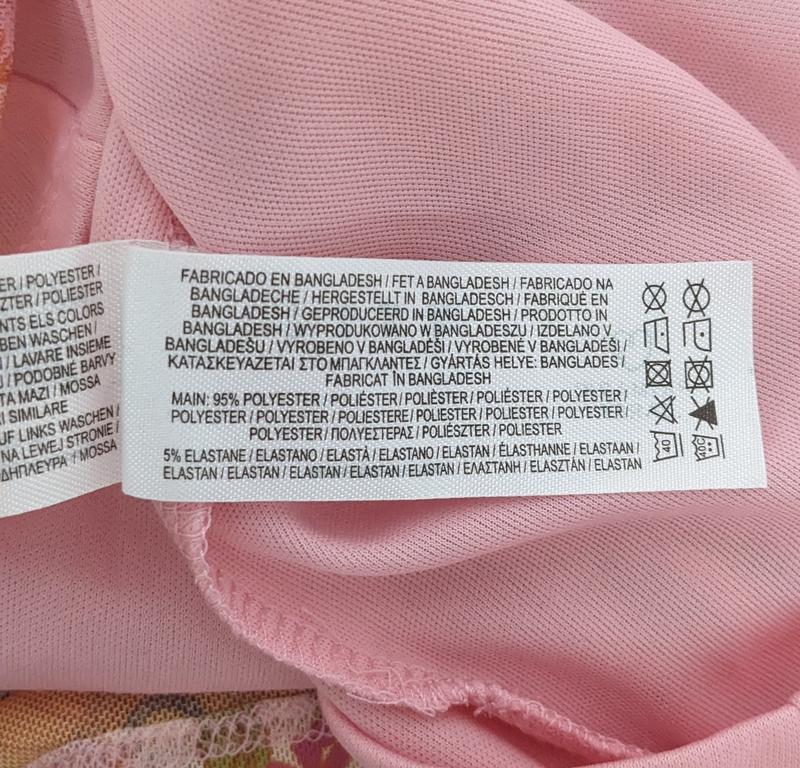 ER / POLYESTER /
ZTER / POLIESTER
NTS ELS COLORS
BEN WASCHEN /
/ LAVARE INSIEME
/ PODOBNÉ BARVY
TA MAZI / MOSSA
I SIMILARE
UF LINKS WASCHEN /
NA LEWEJ STRONIE /
ΔΗΠΛΕΥΡΑ / MOSSA
FABRICADO EN BANGLADESH / FET A BANGLADESH / FABRICADO NA
BANGLADECHE / HERGESTELLT IN BANGLADESCH / FABRIQUÉ EN
BANGLADESH / GEPRODUCEERD IN BANGLADESH / PRODOTTO IN
BANGLADESH / WYPRODUKOWANO W BANGLADESZU / IZDELANO V
BANGLADEŠU / VYROBENO V BANGLADÉŠI / VYROBENÉ V BANGLADÉŠI /
ΚΑΤΑΣΚΕΥΑΖΕΤΑΙ ΣΤΟ ΜΠΑΓΚΛΑΝΤΕΣ / GYÁRTÁS HELYE: BANGLADES /
FABRICAT ÎN BANGLADESH
MAIN: 95% POLYESTER / POLIÉSTER / POLIÈSTER / POLIÉSTER / POLYESTER /
POLYESTER / POLYESTER / POLIESTERE / POLIESTER / POLIESTER / POLYESTER /
POLYESTER / ΠΟΛΥΕΣΤΕΡΑΣ / POLIÉSZTER / POLIESTER
5% ELASTANE / ELASTANO / ELASTÀ / ELASTANO / ELASTAN / ÉLASTHANNE / ELASTAAN /
ELASTAN / ELASTAN / ELASTAN / ELASTAN / ELASTAN / ΕΛΑΣΤΑΝΗ / ELASZTÁN / ELASTAN
40